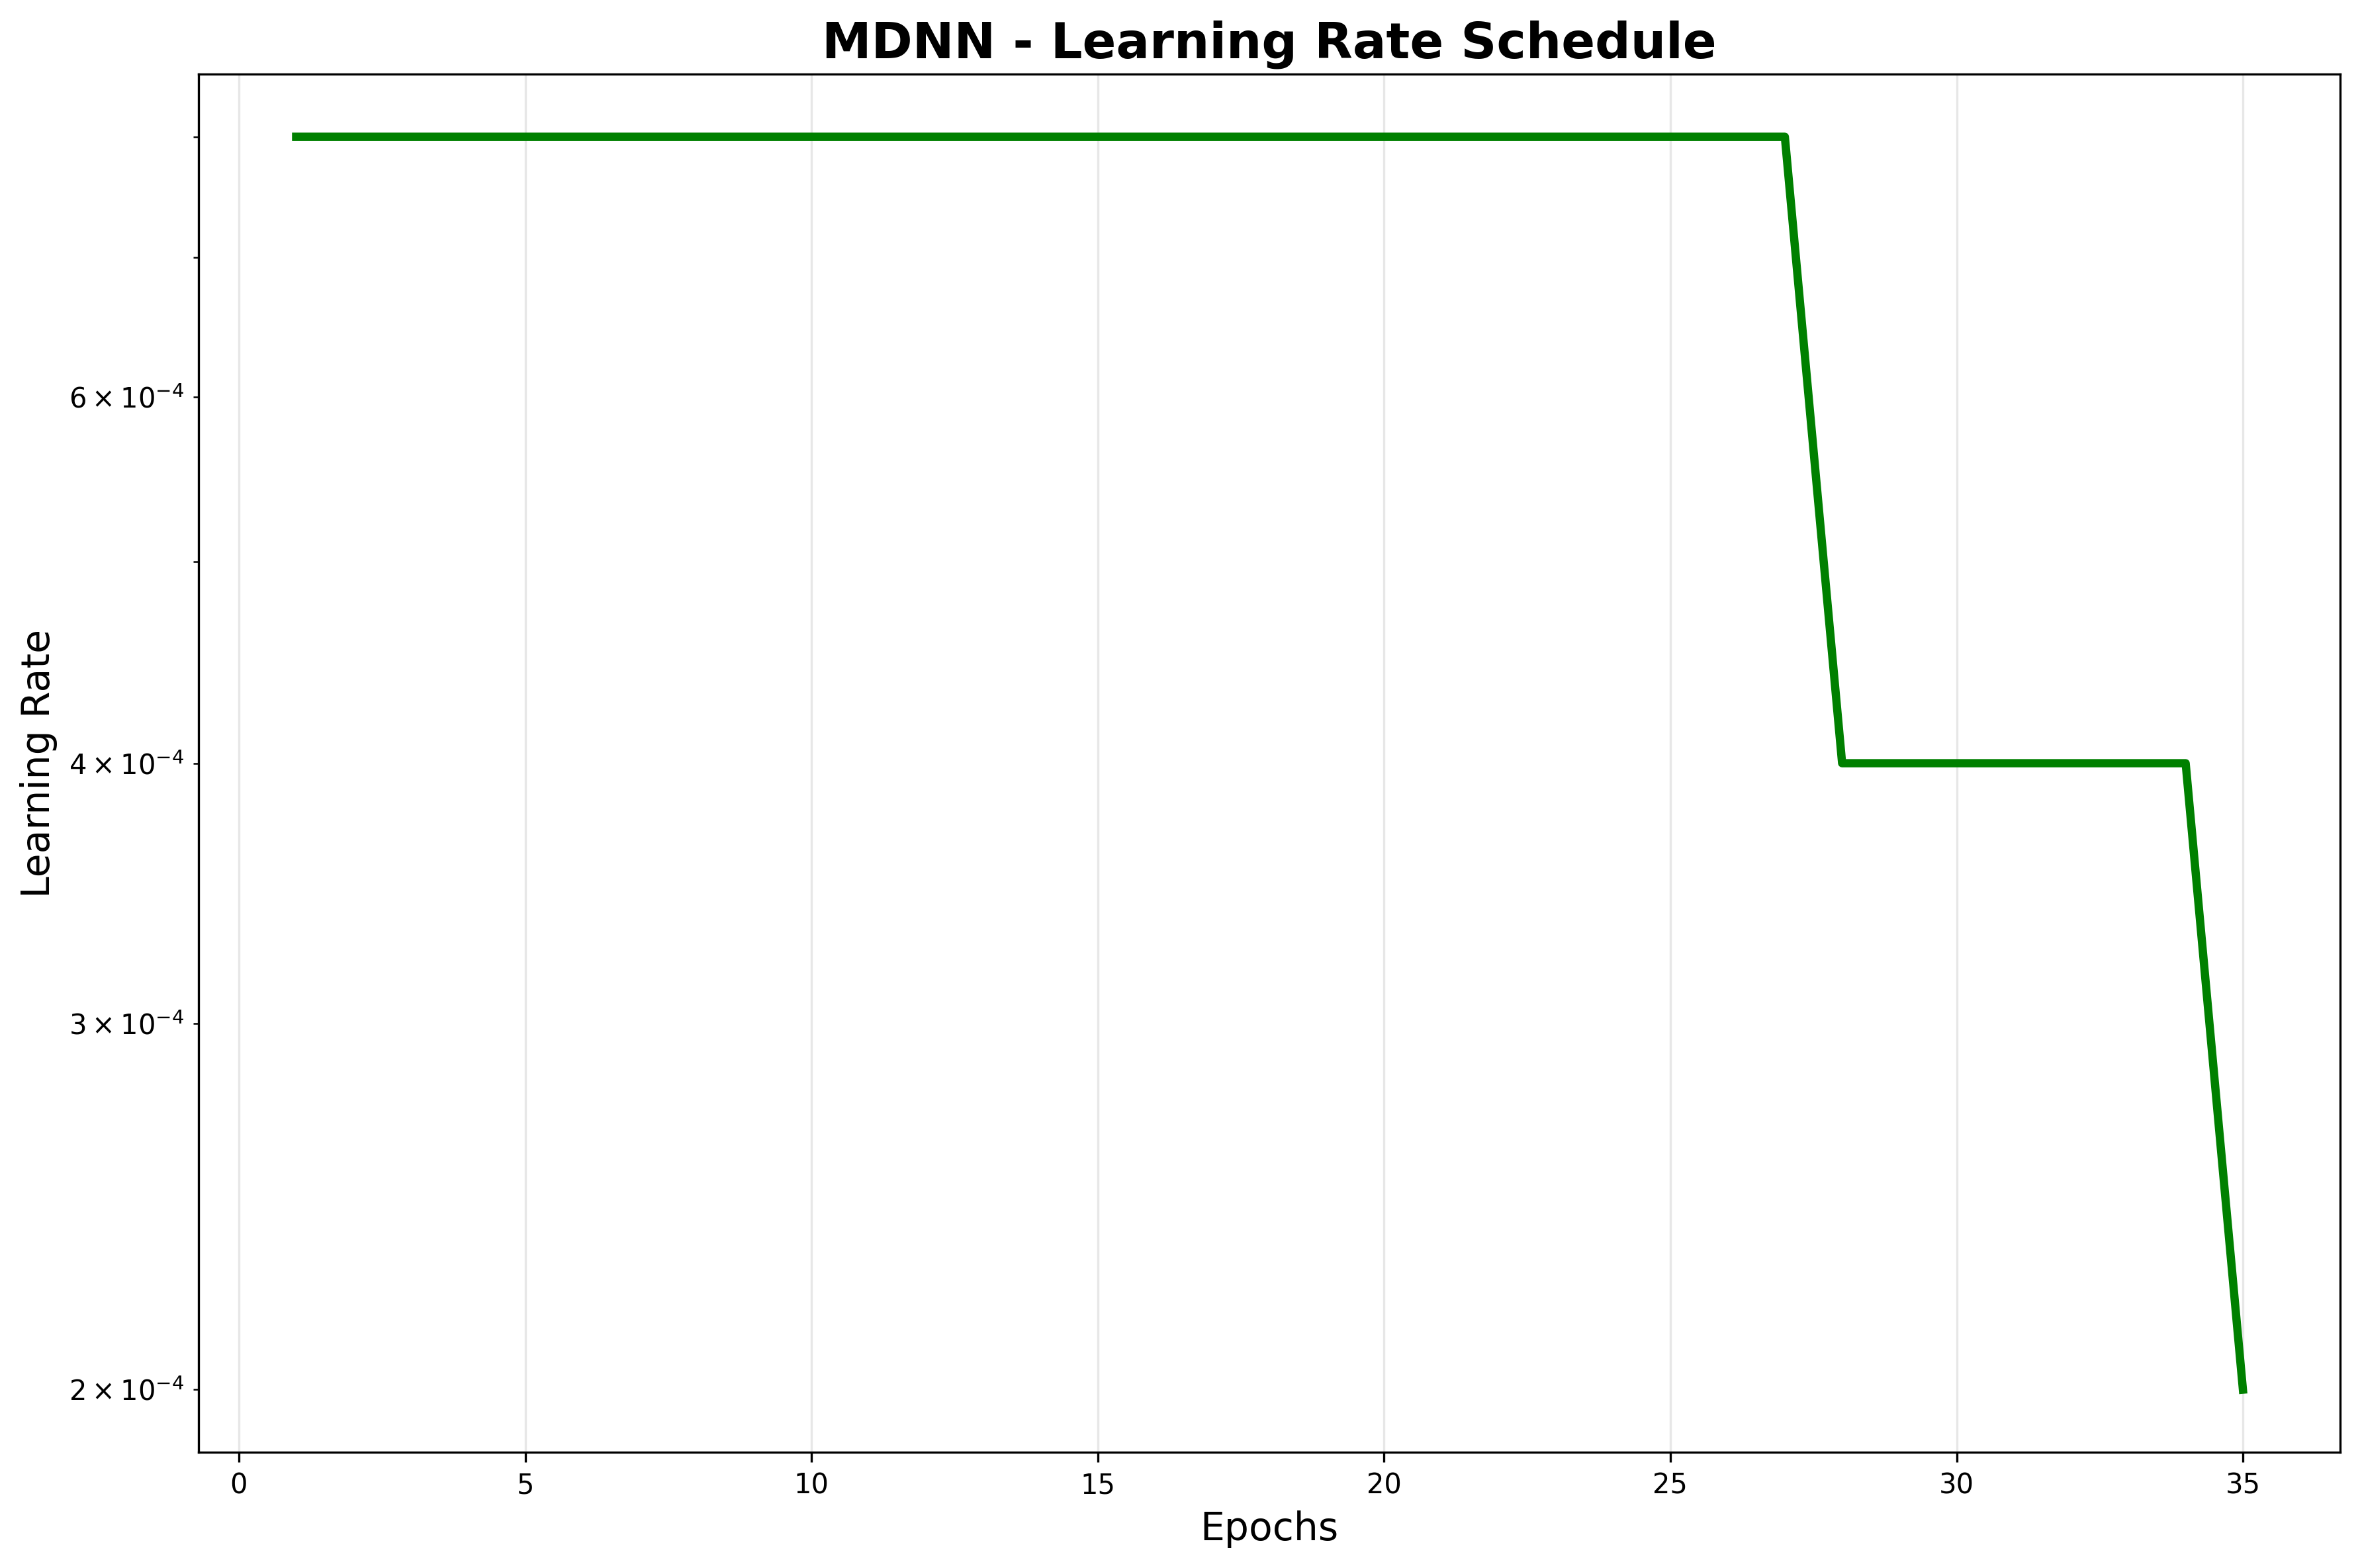 MDNN - Learning Rate Schedule
Learning Rate
6 × 10⁻⁴
4 × 10⁻⁴
3 × 10⁻⁴
2 × 10⁻⁴
0 5 10 15 20 25 30 35
Epochs